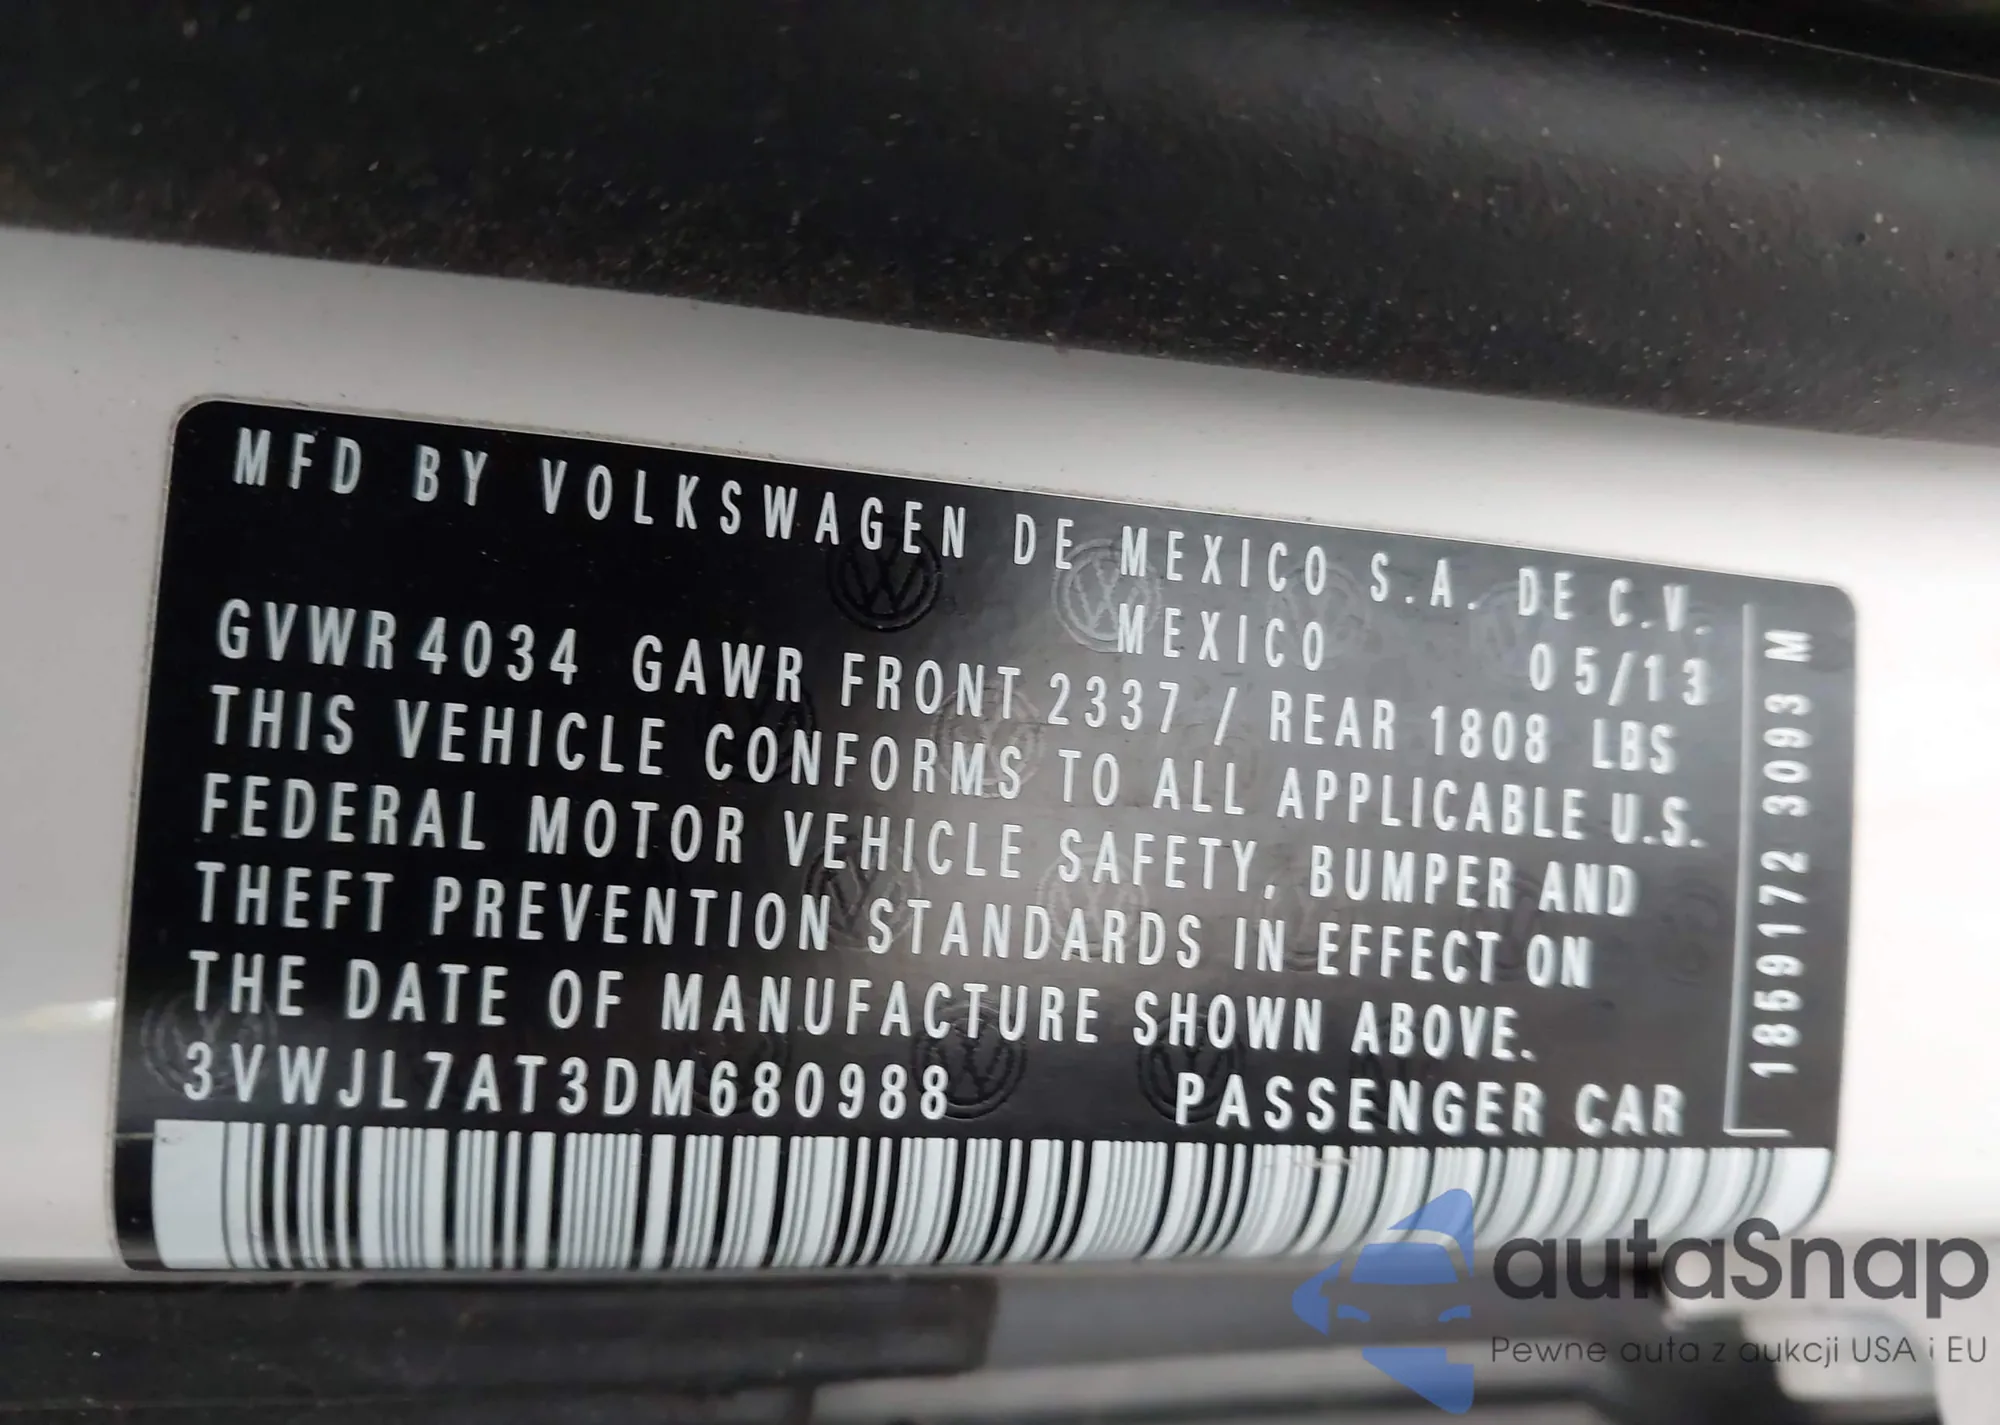 MFD BY VOLKSWAGEN DE MEXICO S.A. DE C.V.
MEXICO 05/13
GVWR 4034 GAWR FRONT 2337 / REAR 1808 LBS
THIS VEHICLE CONFORMS TO ALL APPLICABLE U.S.
FEDERAL MOTOR VEHICLE SAFETY, BUMPER AND
THEFT PREVENTION STANDARDS IN EFFECT ON
THE DATE OF MANUFACTURE SHOWN ABOVE.
3VWJL7AT3DM680988 PASSENGER CAR
1869172 3093 M
autaSnap
Pewne auta z aukcji USA i EU